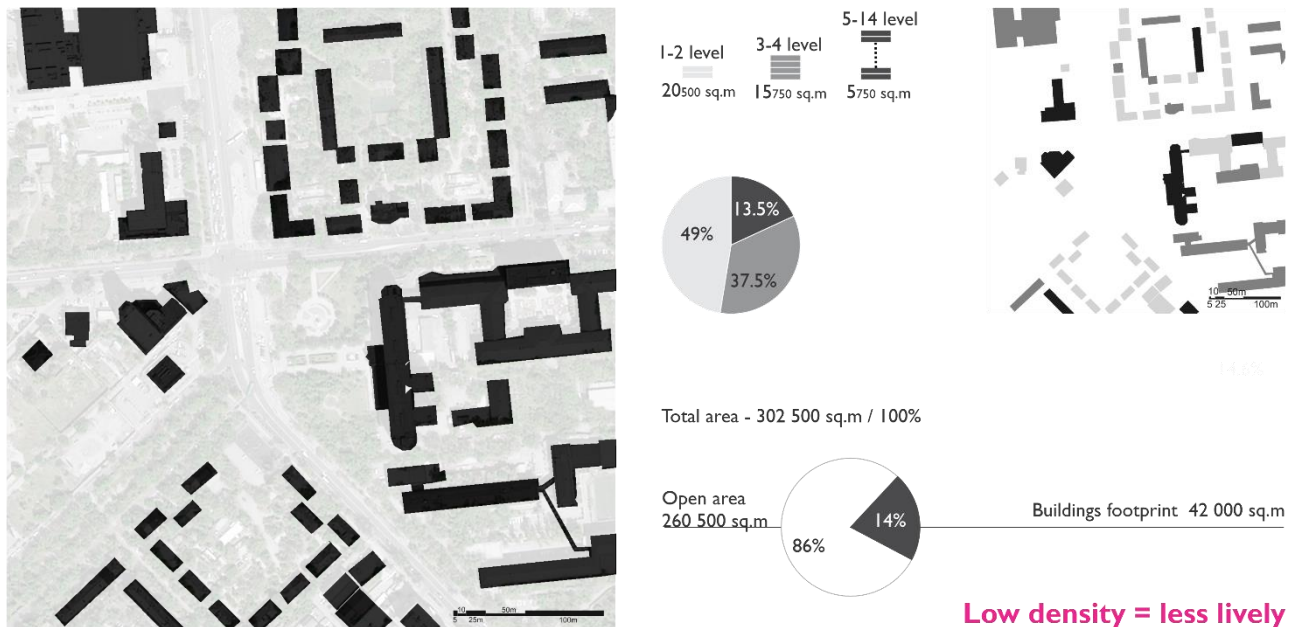 5-14 level
1-2 level
3-4 level
20500 sq.m
15750 sq.m
5750 sq.m
13.5%
49%
37.5%
10 50m
5 25 100m
14.6%
Total area - 302 500 sq.m / 100%
Open area
260 500 sq.m
14%
86%
Buildings footprint 42 000 sq.m
10 50m
5 25m 100m
Low density = less lively